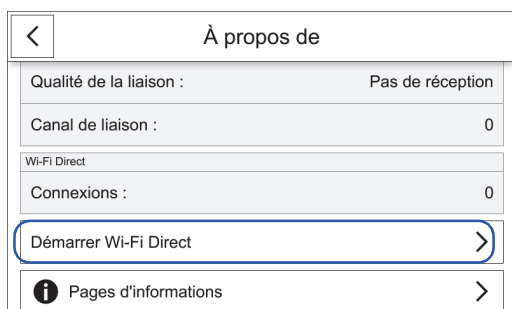 À propos de
Qualité de la liaison : Pas de réception
Canal de liaison : 0
Wi-Fi Direct
Connexions : 0
Démarrer Wi-Fi Direct
Pages d'informations